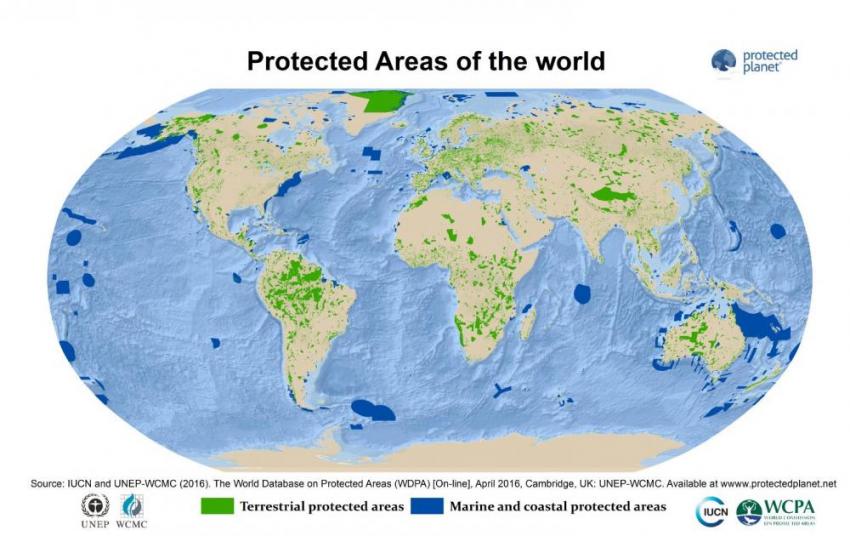 Protected Areas of the world
protected
planet
Source: IUCN and UNEP-WCMC (2016). The World Database on Protected Areas (WDPA) [On-line], April 2016, Cambridge, UK: UNEP-WCMC. Available at www.protectedplanet.net
Terrestrial protected areas
Marine and coastal protected areas
UNEP WCMC
IUCN
WCPA
WORLD COMMISSION
ON PROTECTED AREAS